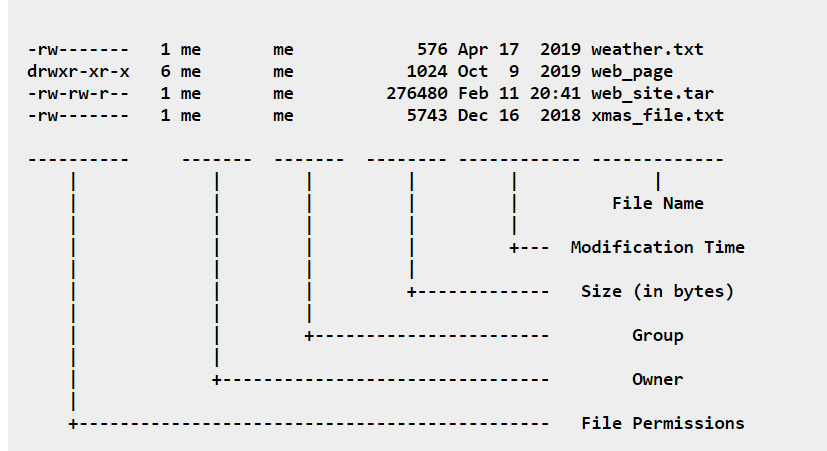 -rw-------   1 me       me            576 Apr 17  2019 weather.txt
drwxr-xr-x   6 me       me           1024 Oct  9  2019 web_page
-rw-rw-r--   1 me       me         276480 Feb 11 20:41 web_site.tar
-rw-------   1 me       me           5743 Dec 16  2018 xmas_file.txt
----------     -------  -------  -------- ------------ -------------
    |             |        |         |         |             |
    |             |        |         |         |         File Name
    |             |        |         |         |
    |             |        |         |         +---  Modification Time
    |             |        |         |
    |             |        |         +-------------   Size (in bytes)
    |             |        |
    |             |        +-----------------------        Group
    |             |
    |             +--------------------------------        Owner
    |
    +----------------------------------------------   File Permissions